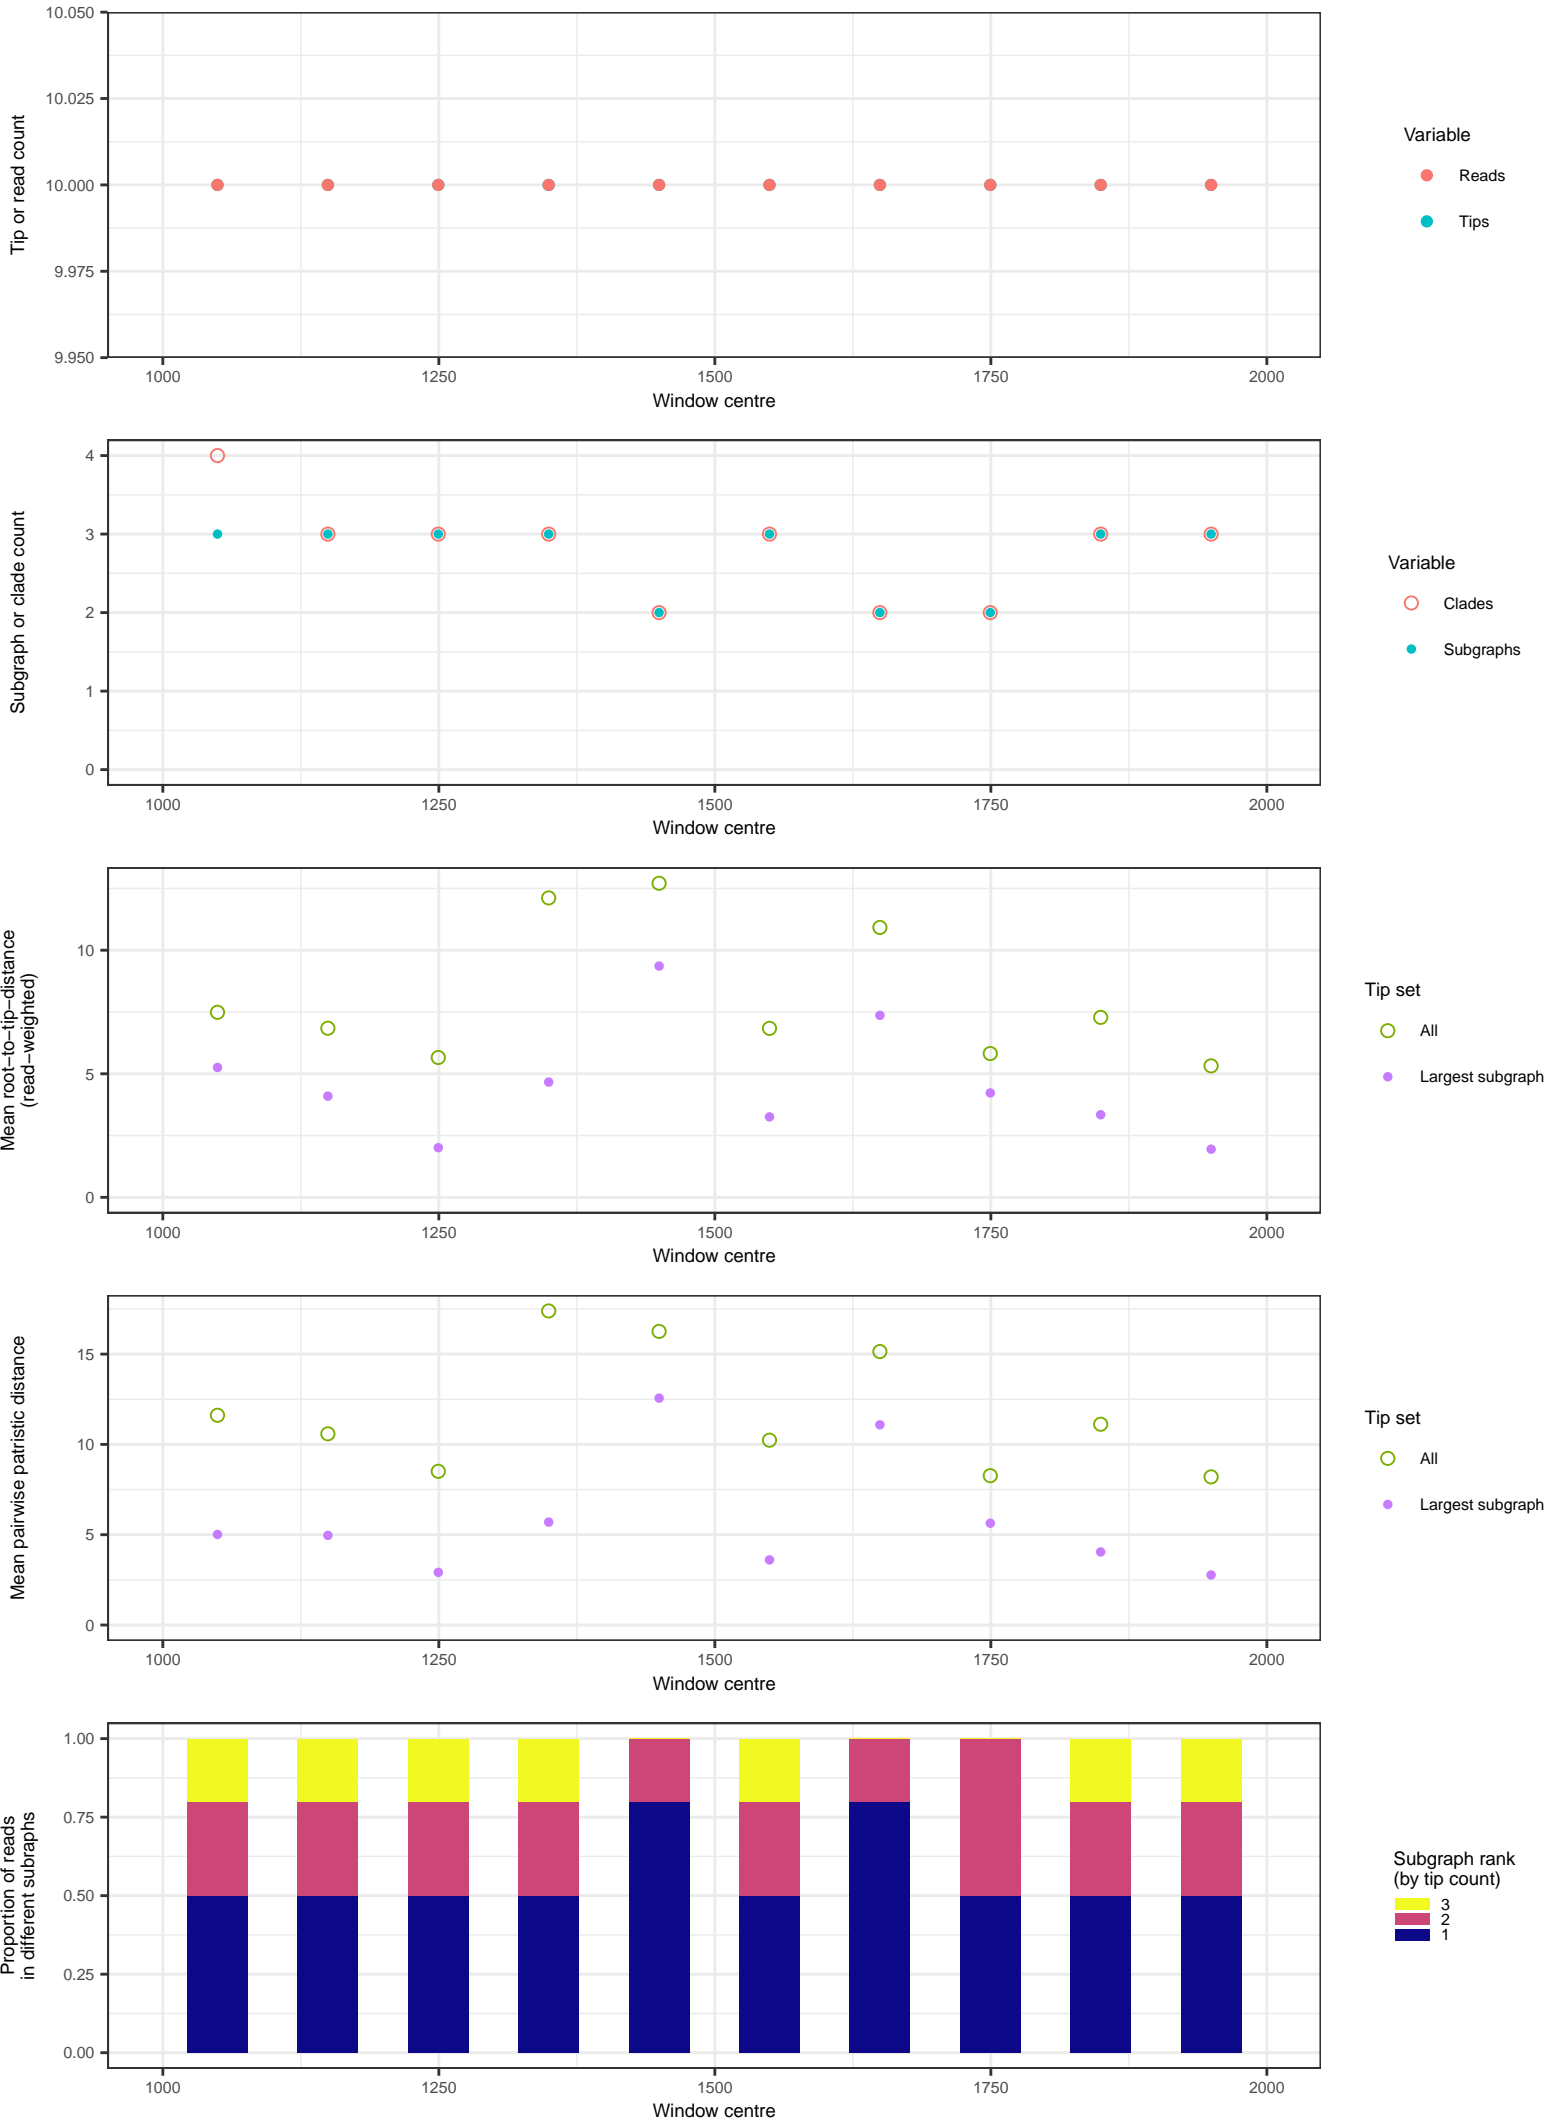 10.050
10.025
10.000
9.975
9.950
Tip or read count
1000
1250
1500
1750
2000
Window centre
Variable
Reads
Tips
4
3
2
1
0
Subgraph or clade count
1000
1250
1500
1750
2000
Window centre
Variable
Clades
Subgraphs
10
5
0
Mean root−to−tip−distance
(read−weighted)
1000
1250
1500
1750
2000
Window centre
Tip set
All
Largest subgraph
15
10
5
0
Mean pairwise patristic distance
1000
1250
1500
1750
2000
Window centre
Tip set
All
Largest subgraph
1.00
0.75
0.50
0.25
0.00
Proportion of reads
in different subraphs
1000
1250
1500
1750
2000
Window centre
Subgraph rank
(by tip count)
3
2
1